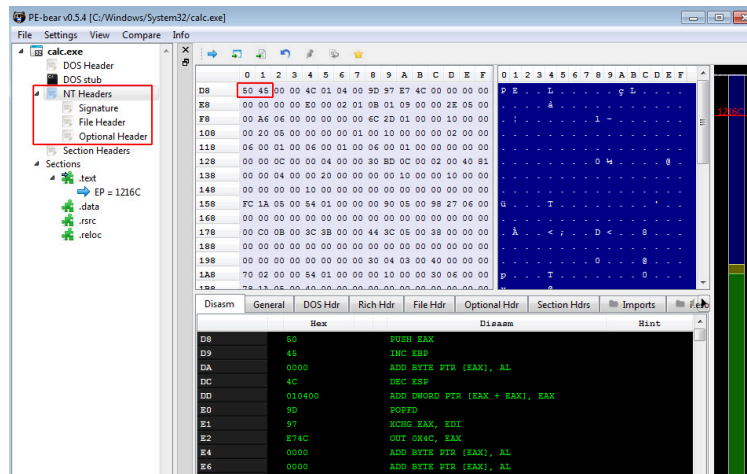 PE-bear v0.5.4 [C:/Windows/System32/calc.exe]
File Settings View Compare Info
calc.exe
DOS Header
DOS stub
NT Headers
Signature
File Header
Optional Header
Section Headers
Sections
.text
EP = 1216C
.data
.rsrc
.reloc
0 1 2 3 4 5 6 7 8 9 A B C D E F 0 1 2 3 4 5 6 7 8 9 A B C D E F
D8 50 45 00 00 4C 01 04 00 9D 97 E7 4C 00 00 00 00 P E . . L . . . . . ç L . . . .
E8 00 00 00 00 E0 00 02 01 0B 01 09 00 00 2E 05 00 . . . . à . . . . . . . . . . .
F8 00 A6 06 00 00 00 00 00 6C 2D 01 00 00 10 00 00 . ¦ . . . . . . l - . . . . . .
108 00 20 05 00 00 00 00 01 00 10 00 00 00 02 00 00
118 06 00 01 00 06 00 01 00 06 00 01 00 00 00 00 00
128 00 00 0C 00 00 04 00 00 30 BD 0C 00 02 00 40 81 . . . . . . . . 0 ½ . . . . @ .
138 00 00 04 00 00 20 00 00 00 00 10 00 00 10 00 00
148 00 00 00 00 10 00 00 00 00 00 00 00 00 00 00 00
158 FC 1A 05 00 54 01 00 00 00 90 05 00 98 27 06 00 ü . . . T . . . . . . . . ' . .
168 00 00 00 00 00 00 00 00 00 00 00 00 00 00 00 00
178 00 C0 0B 00 3C 3B 00 00 44 3C 05 00 38 00 00 00 . À . . < ; . . D < . . 8 . . .
188 00 00 00 00 00 00 00 00 00 00 00 00 00 00 00 00
198 00 00 00 00 00 00 00 00 30 04 03 00 40 00 00 00 . . . . . . . . 0 . . . @ . . .
1A8 70 02 00 00 54 01 00 00 00 10 00 00 30 06 00 00 p . . . T . . . . . . . 0 . . .
1216C
Disasm General DOS Hdr Rich Hdr File Hdr Optional Hdr Section Hdrs Imports
Hex Disasm Hint
D8 50 PUSH EAX
D9 45 INC EBP
DA 0000 ADD BYTE PTR [EAX], AL
DC 4C DEC ESP
DD 010400 ADD DWORD PTR [EAX + EAX], EAX
E0 9D POPFD
E1 97 XCHG EAX, EDI
E2 E74C OUT 0X4C, EAX
E4 0000 ADD BYTE PTR [EAX], AL
E6 0000 ADD BYTE PTR [EAX], AL